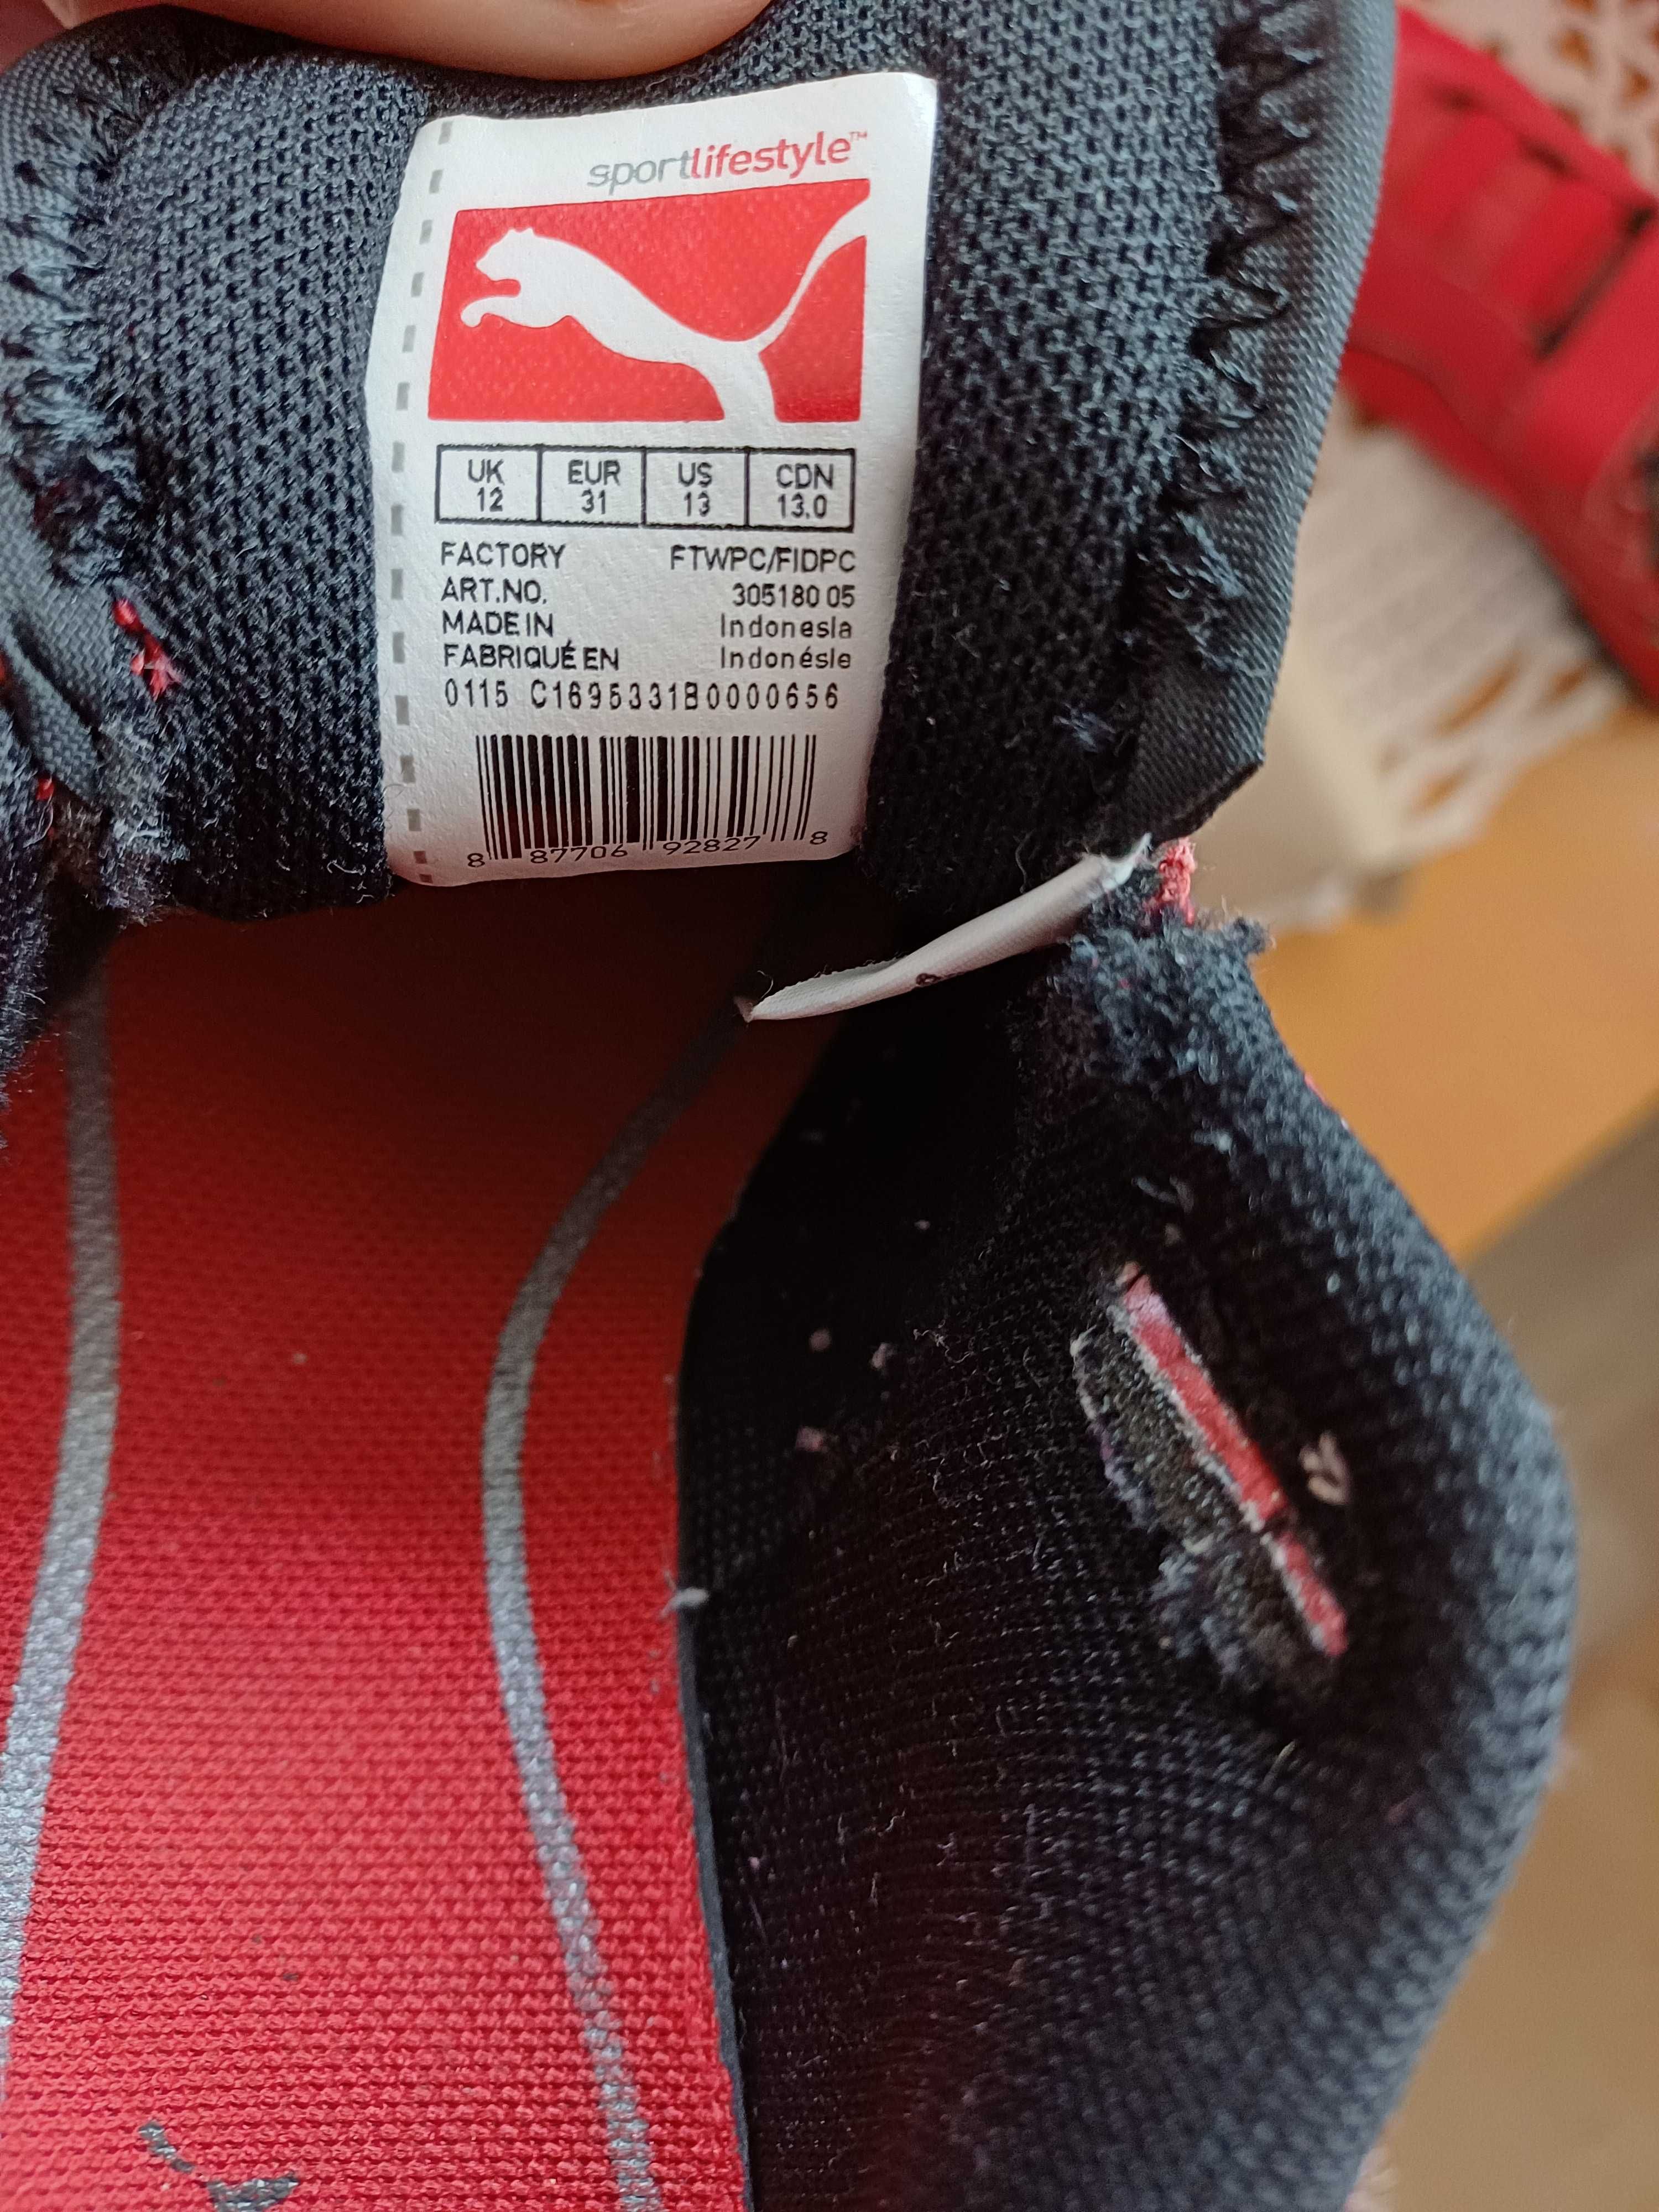 sportlifestyle™
UK EUR US CDN
12 31 13 13.0
FACTORY FTWPC/FIDPC
ART.NO. 305180 05
MADE IN Indonesia
FABRIQUÉ EN Indonésie
0115 C1695331B0000656
8 87706 92827 8